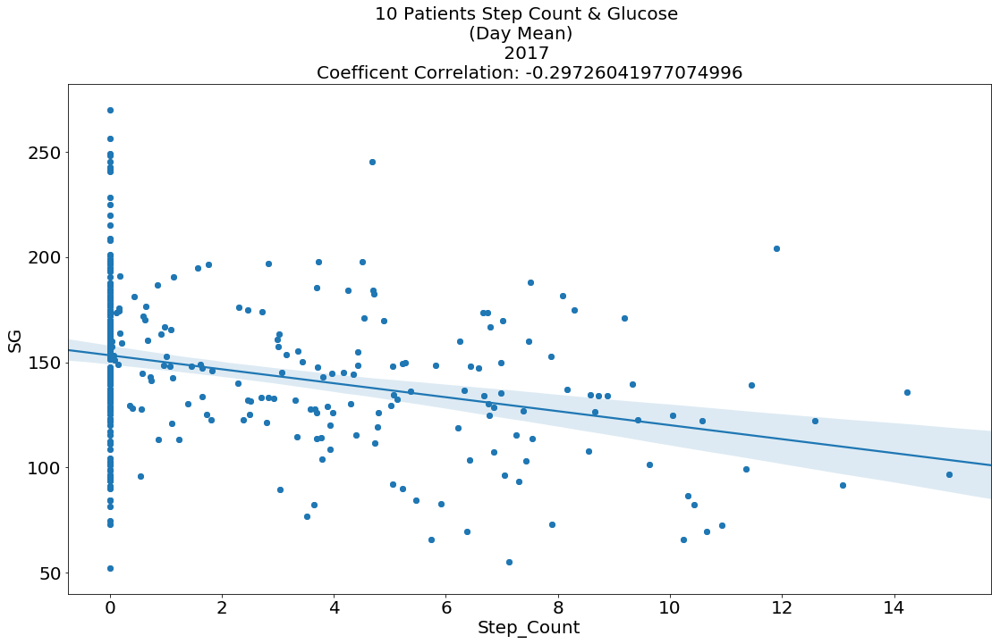 10 Patients Step Count & Glucose
(Day Mean)
2017
Coefficent Correlation: -0.29726041977074996
250
200
150
100
50
SG
0 2 4 6 8 10 12 14
Step_Count